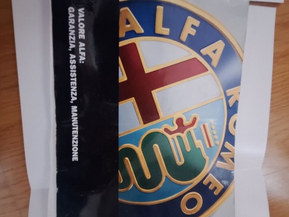 VALORE ALFA:
GARANZIA, ASSISTENZA, MANUTENZIONE
ALFA ROMEO